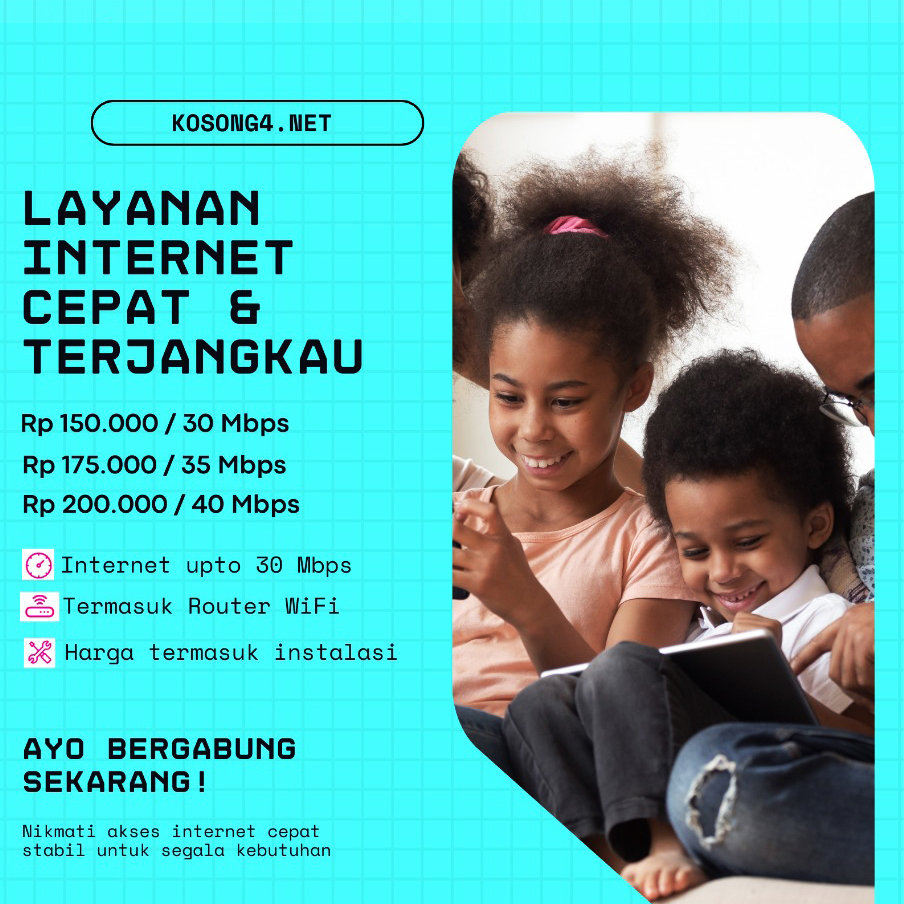 KOSONG4.NET
LAYANAN
INTERNET
CEPAT &
TERJANGKAU
Rp 150.000 / 30 Mbps
Rp 175.000 / 35 Mbps
Rp 200.000 / 40 Mbps
Internet upto 30 Mbps
Termasuk Router WiFi
Harga termasuk instalasi
AYO BERGABUNG
SEKARANG!
Nikmati akses internet cepat
stabil untuk segala kebutuhan